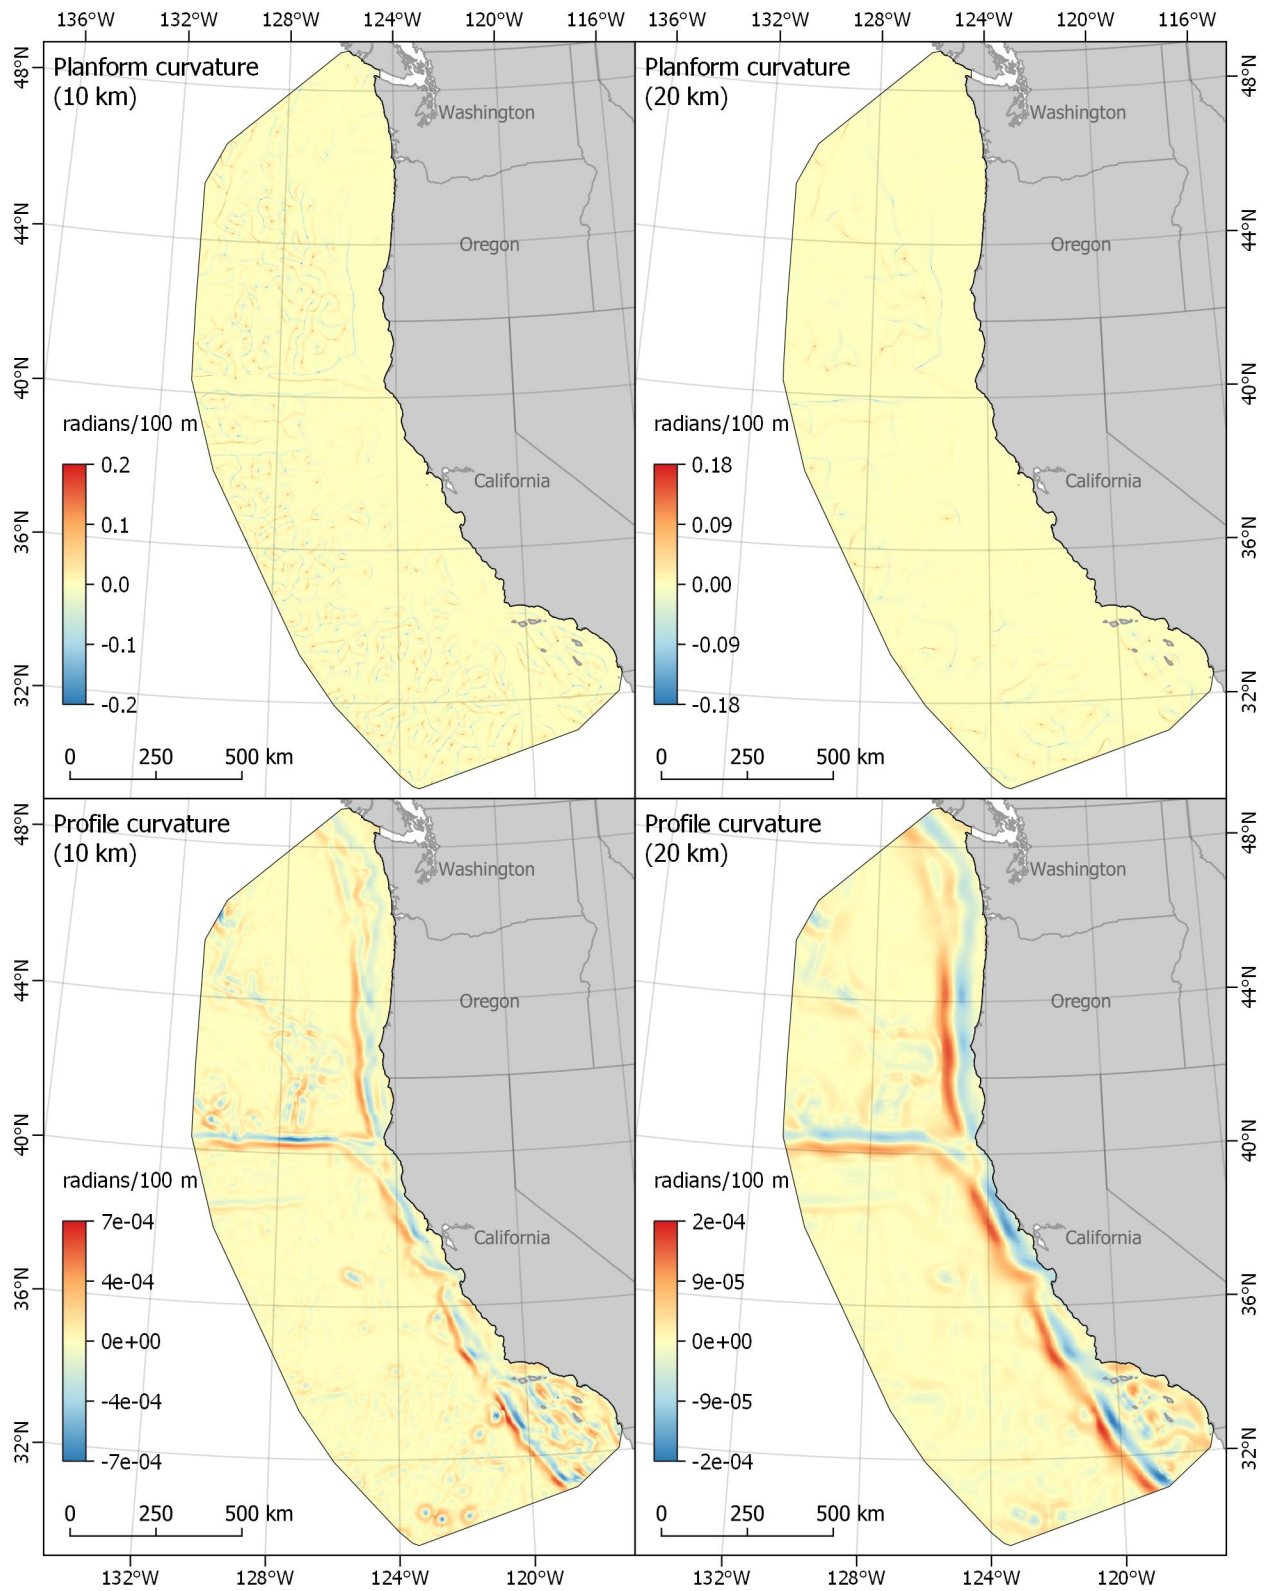 136°W 132°W 128°W 124°W 120°W 116°W 136°W 132°W 128°W 124°W 120°W 116°W
Planform curvature
(10 km)
48°N
44°N
40°N
36°N
32°N
Washington
Oregon
California
radians/100 m
0.2
0.1
0.0
-0.1
-0.2
0 250 500 km
Planform curvature
(20 km)
48°N
44°N
40°N
36°N
32°N
Washington
Oregon
California
radians/100 m
0.18
0.09
0.00
-0.09
-0.18
0 250 500 km
Profile curvature
(10 km)
48°N
44°N
40°N
36°N
32°N
Washington
Oregon
California
radians/100 m
7e-04
4e-04
0e+00
-4e-04
-7e-04
0 250 500 km
Profile curvature
(20 km)
48°N
44°N
40°N
36°N
32°N
Washington
Oregon
California
radians/100 m
2e-04
9e-05
0e+00
-9e-05
-2e-04
0 250 500 km
132°W 128°W 124°W 120°W 132°W 128°W 124°W 120°W